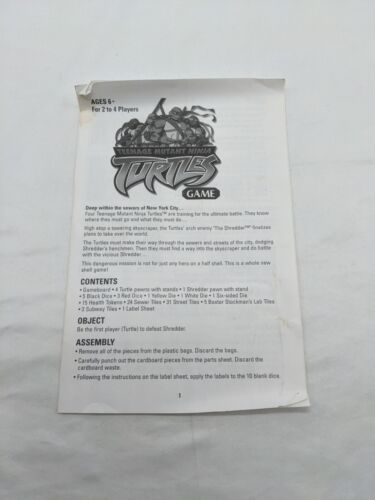 AGES 6+
For 2 to 4 Players
TEENAGE MUTANT NINJA
TURTLES
GAME
Deep within the sewers of New York City...
Four Teenage Mutant Ninja Turtles™ are training for the ultimate battle. They know
where they must go and what they must do...
High atop a towering skyscraper, the Turtles' arch enemy "The Shredder™" finalizes
plans to take over the world.
The Turtles must make their way through the sewers and streets of the city, dodging
Shredder's henchmen. Then they must find a way into the skyscraper and do battle
with the vicious Shredder...
This dangerous mission is not for just any hero on a half shell. This is a whole new
shell game!
CONTENTS
• Gameboard • 4 Turtle pawns with stands • 1 Shredder pawn with stand
• 5 Black Dice • 3 Red Dice • 1 Yellow Die • 1 White Die • 1 Six-sided Die
• 15 Health Tokens • 24 Sewer Tiles • 31 Street Tiles • 5 Baxter Stockman's Lab Tiles
• 3 Subway Tiles • 1 Label Sheet
OBJECT
Be the first player (Turtle) to defeat Shredder.
ASSEMBLY
• Remove all of the pieces from the plastic bags. Discard the bags.
• Carefully punch out the cardboard pieces from the parts sheet. Discard the
cardboard waste.
• Following the instructions on the label sheet, apply the labels to the 10 blank dice.
1